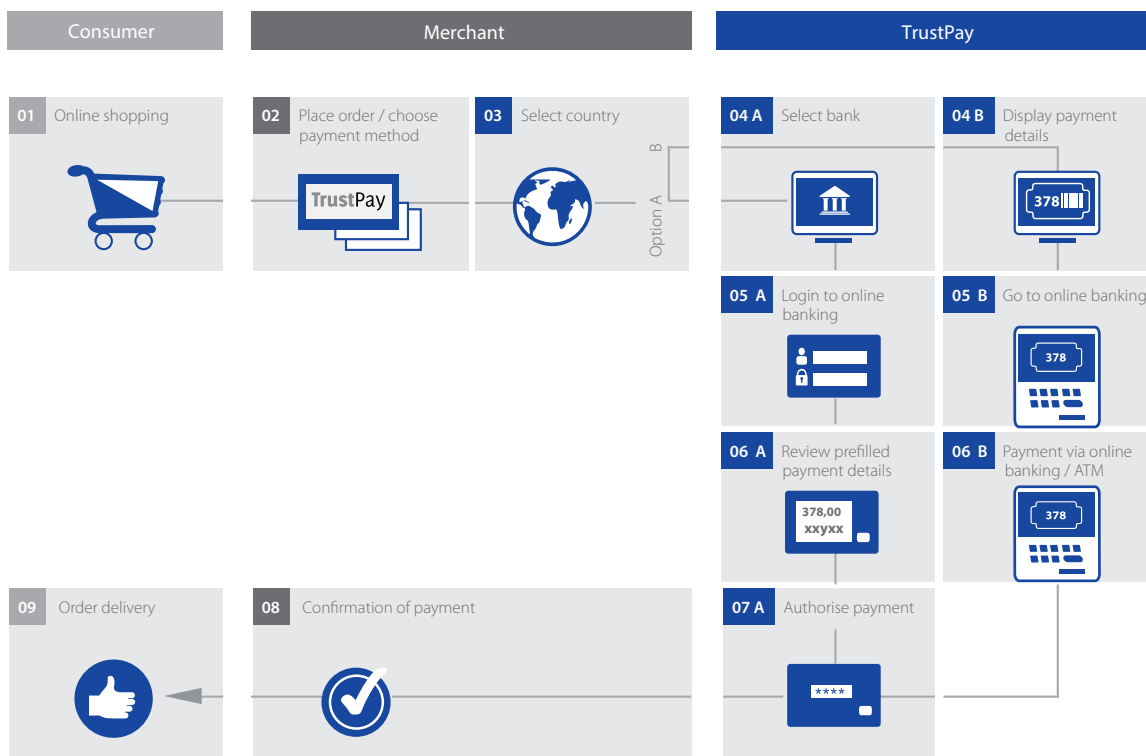 Consumer
Merchant
TrustPay
01 Online shopping
02 Place order / choose
payment method
TrustPay
03 Select country
Option A
B
04 A Select bank
04 B Display payment
details
378
05 A Login to online
banking
05 B Go to online banking
378
06 A Review prefilled
payment details
378,00
xxyxx
06 B Payment via online
banking / ATM
378
09 Order delivery
08 Confirmation of payment
07 A Authorise payment
****